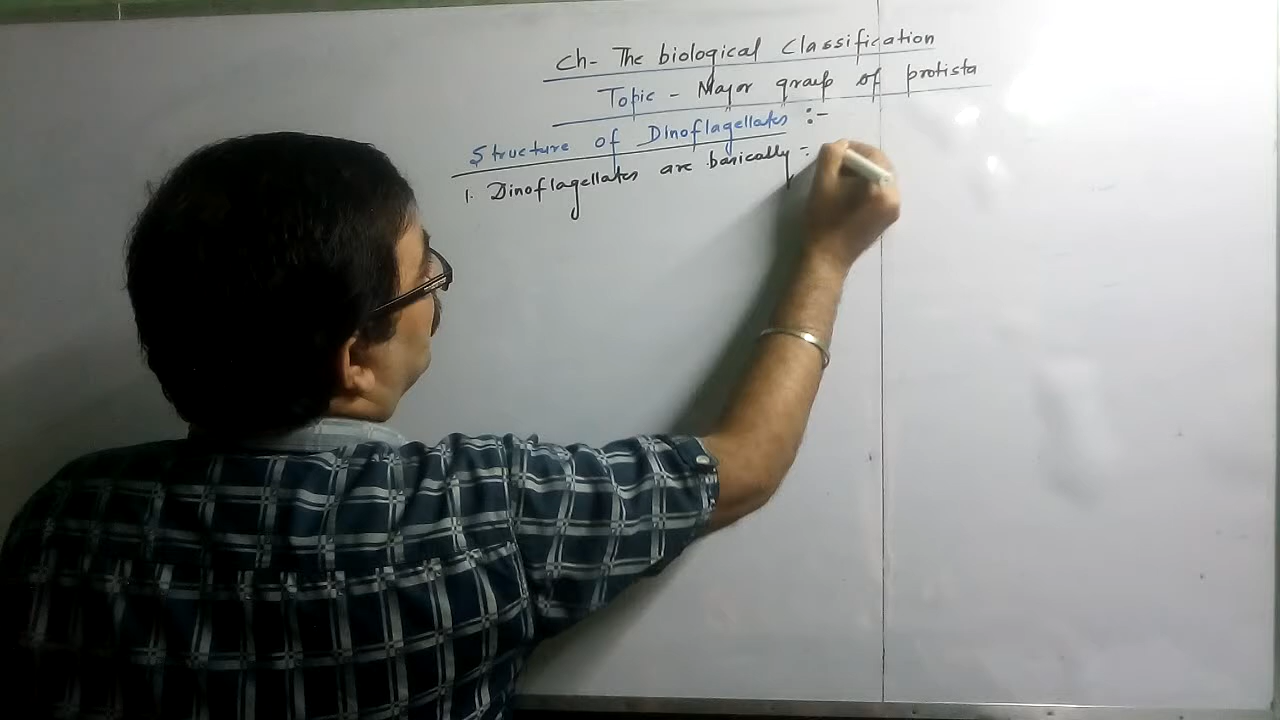 Ch- The biological Classification
Topic - Major group of protista
Structure of Dinoflagellates :-
1. Dinoflagellates are basically